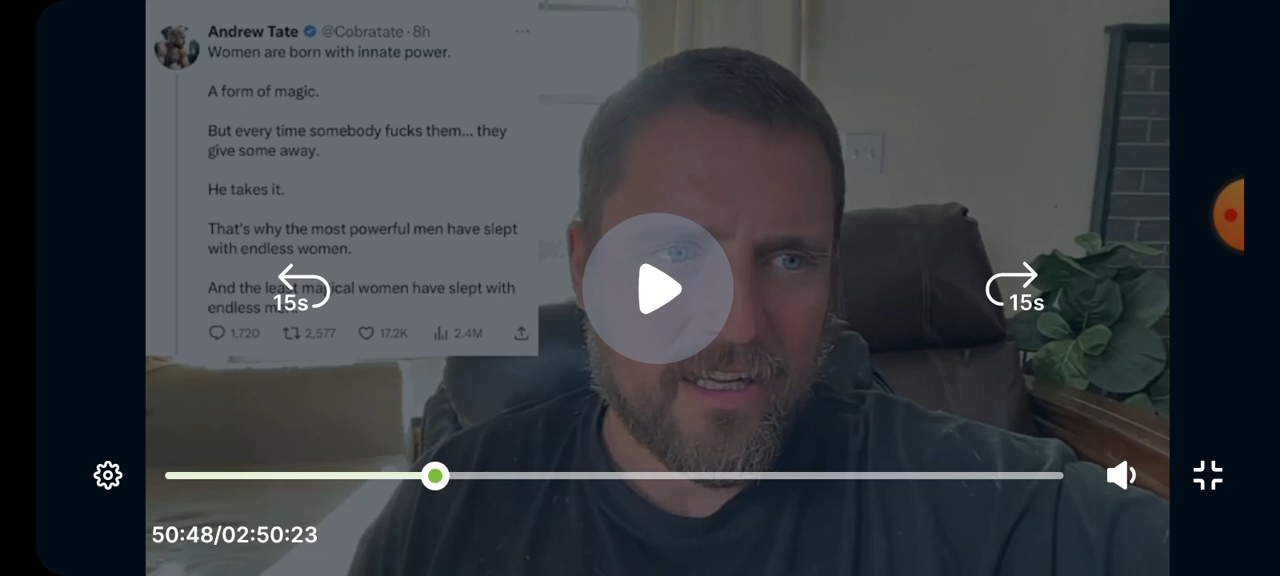 Andrew Tate @Cobratate · 8h
Women are born with innate power.
A form of magic.
But every time somebody fucks them... they
give some away.
He takes it.
That's why the most powerful men have slept
with endless women.
And the least magical women have slept with
endless
1,720 2,577 17.2K 2.4M
15s
15s
50:48/02:50:23